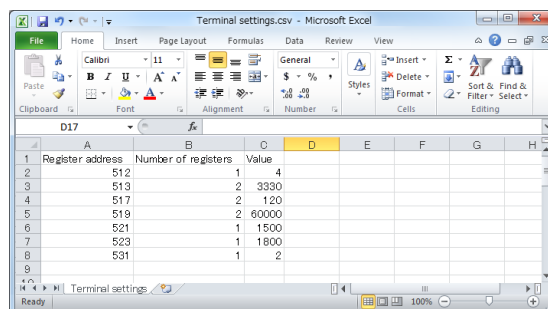 Terminal settings.csv - Microsoft Excel
File Home Insert Page Layout Formulas Data Review View
Calibri 11 General Insert Σ
Paste B I U A A $ % , Styles Delete Sort & Find &
A .00 .0 Format Filter Select
Clipboard Font Alignment Number Cells Editing
D17 fx
A B C D E F G H
1 Register address Number of registers Value
2 512 1 4
3 513 2 3330
4 517 2 120
5 519 2 60000
6 521 1 1500
7 523 1 1800
8 531 1 2
9
Terminal settings
Ready 100%